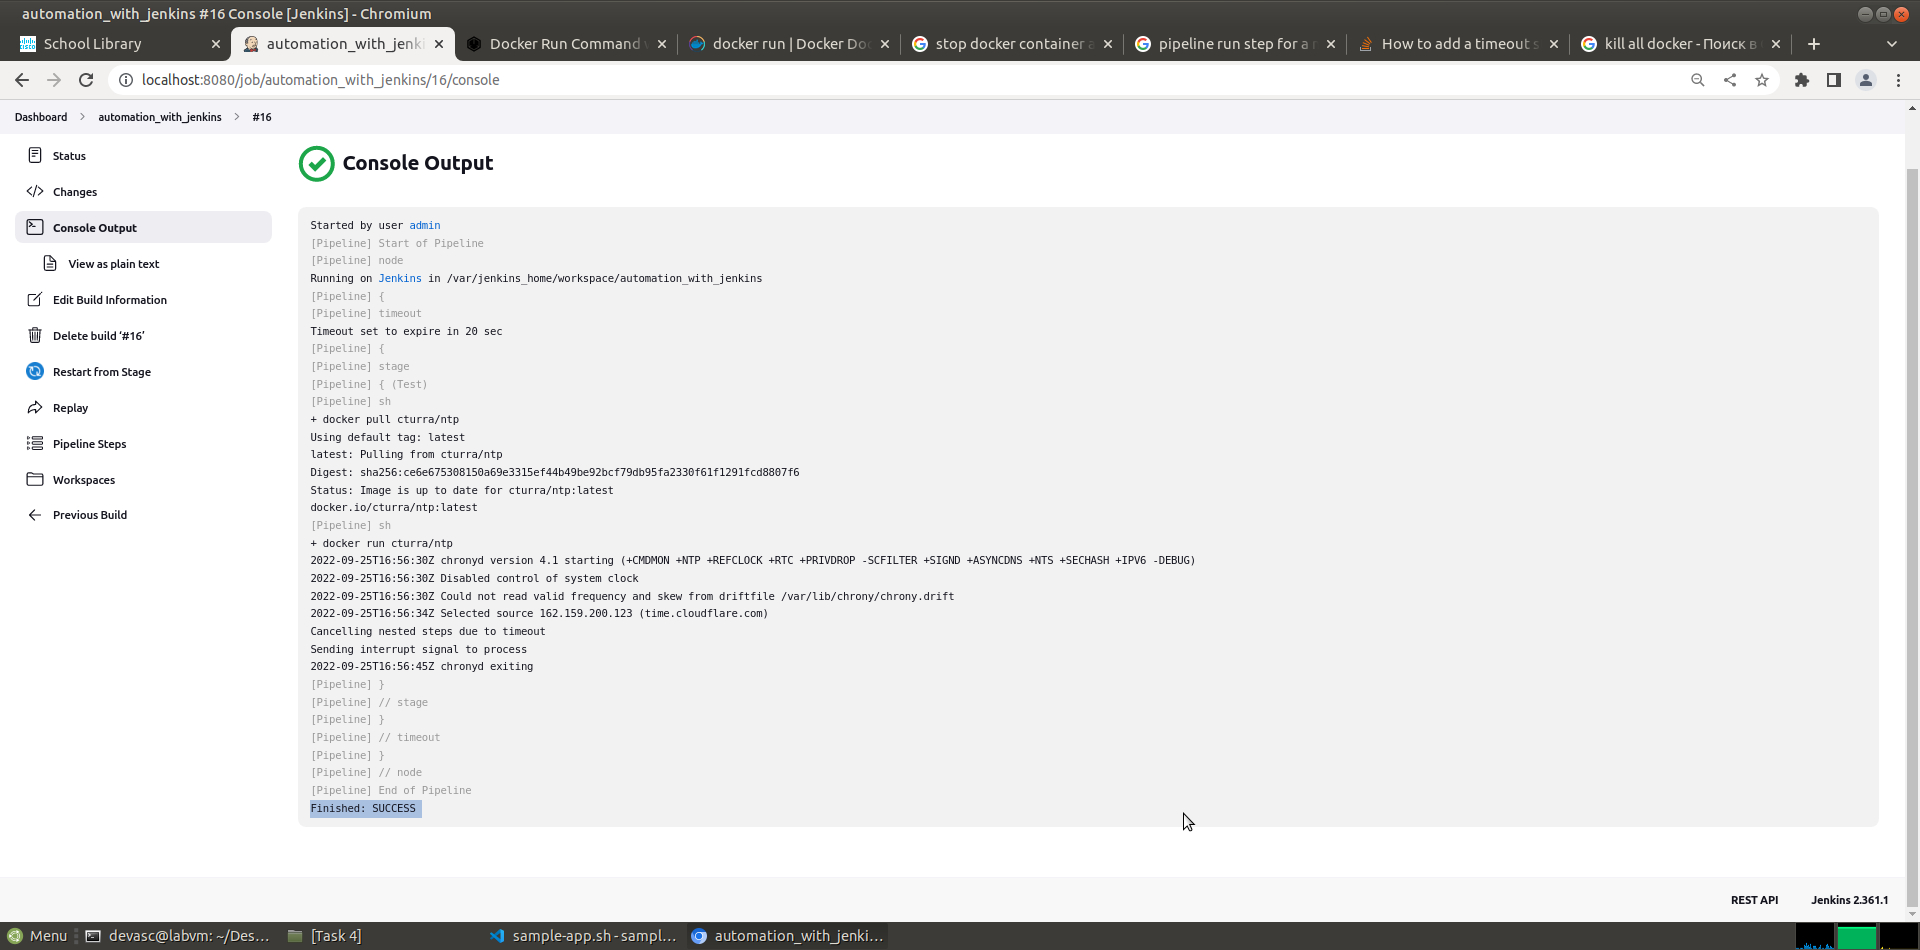 automation_with_jenkins #16 Console [Jenkins] - Chromium
School Library
automation_with_jenk
Docker Run Command
docker run | Docker Do
stop docker container
pipeline run step for a
How to add a timeout s
kill all docker - Поиск в
localhost:8080/job/automation_with_jenkins/16/console
Dashboard
automation_with_jenkins
#16
Status
Changes
Console Output
View as plain text
Edit Build Information
Delete build ‘#16’
Restart from Stage
Replay
Pipeline Steps
Workspaces
Previous Build
Console Output
Started by user admin
[Pipeline] Start of Pipeline
[Pipeline] node
Running on Jenkins in /var/jenkins_home/workspace/automation_with_jenkins
[Pipeline] {
[Pipeline] timeout
Timeout set to expire in 20 sec
[Pipeline] {
[Pipeline] stage
[Pipeline] { (Test)
[Pipeline] sh
+ docker pull cturra/ntp
Using default tag: latest
latest: Pulling from cturra/ntp
Digest: sha256:ce6e675308150a69e3315ef44b49be92bcf79db95fa2330f61f1291fcd8807f6
Status: Image is up to date for cturra/ntp:latest
docker.io/cturra/ntp:latest
[Pipeline] sh
+ docker run cturra/ntp
2022-09-25T16:56:30Z chronyd version 4.1 starting (+CMDMON +NTP +REFCLOCK +RTC +PRIVDROP -SCFILTER +SIGND +ASYNCDNS +NTS +SECHASH +IPV6 -DEBUG)
2022-09-25T16:56:30Z Disabled control of system clock
2022-09-25T16:56:30Z Could not read valid frequency and skew from driftfile /var/lib/chrony/chrony.drift
2022-09-25T16:56:34Z Selected source 162.159.200.123 (time.cloudflare.com)
Cancelling nested steps due to timeout
Sending interrupt signal to process
2022-09-25T16:56:45Z chronyd exiting
[Pipeline] }
[Pipeline] // stage
[Pipeline] }
[Pipeline] // timeout
[Pipeline] }
[Pipeline] // node
[Pipeline] End of Pipeline
Finished: SUCCESS
REST API
Jenkins 2.361.1
Menu
devasc@labvm: ~/Des...
[Task 4]
sample-app.sh - sampl...
automation_with_jenki...